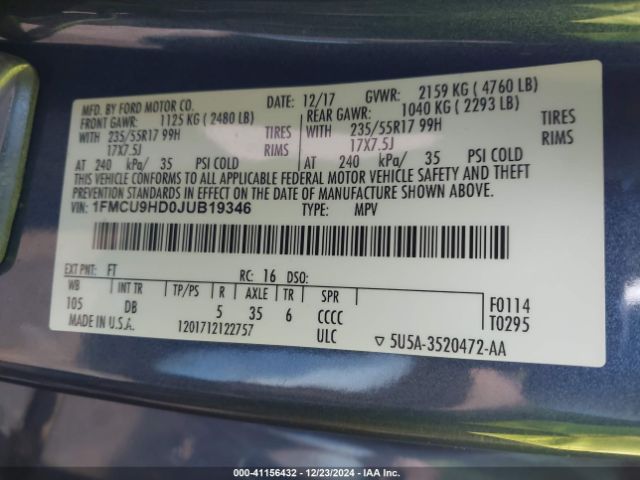 MFD. BY FORD MOTOR CO.
DATE: 12/17 GVWR: 2159 KG ( 4760 LB)
FRONT GAWR: 1125 KG ( 2480 LB) REAR GAWR: 1040 KG ( 2293 LB)
WITH 235/55R17 99H TIRES WITH 235/55R17 99H TIRES
17X7.5J RIMS 17X7.5J RIMS
AT 240 kPa/ 35 PSI COLD AT 240 kPa/ 35 PSI COLD
THIS VEHICLE CONFORMS TO ALL APPLICABLE FEDERAL MOTOR VEHICLE SAFETY AND THEFT
PREVENTION STANDARDS IN EFFECT ON THE DATE OF MANUFACTURE SHOWN ABOVE.
VIN: 1FMCU9HD0JUB19346 TYPE: MPV
EXT PNT: FT RC: 16 DSO:
WB INT TR TP/PS R AXLE TR SPR F0114
105 DB 5 35 6 CCCC T0295
MADE IN U.S.A. 1201712122757 ULC ▽ 5U5A-3520472-AA
000-41156432 - 12/23/2024 - IAA Inc.